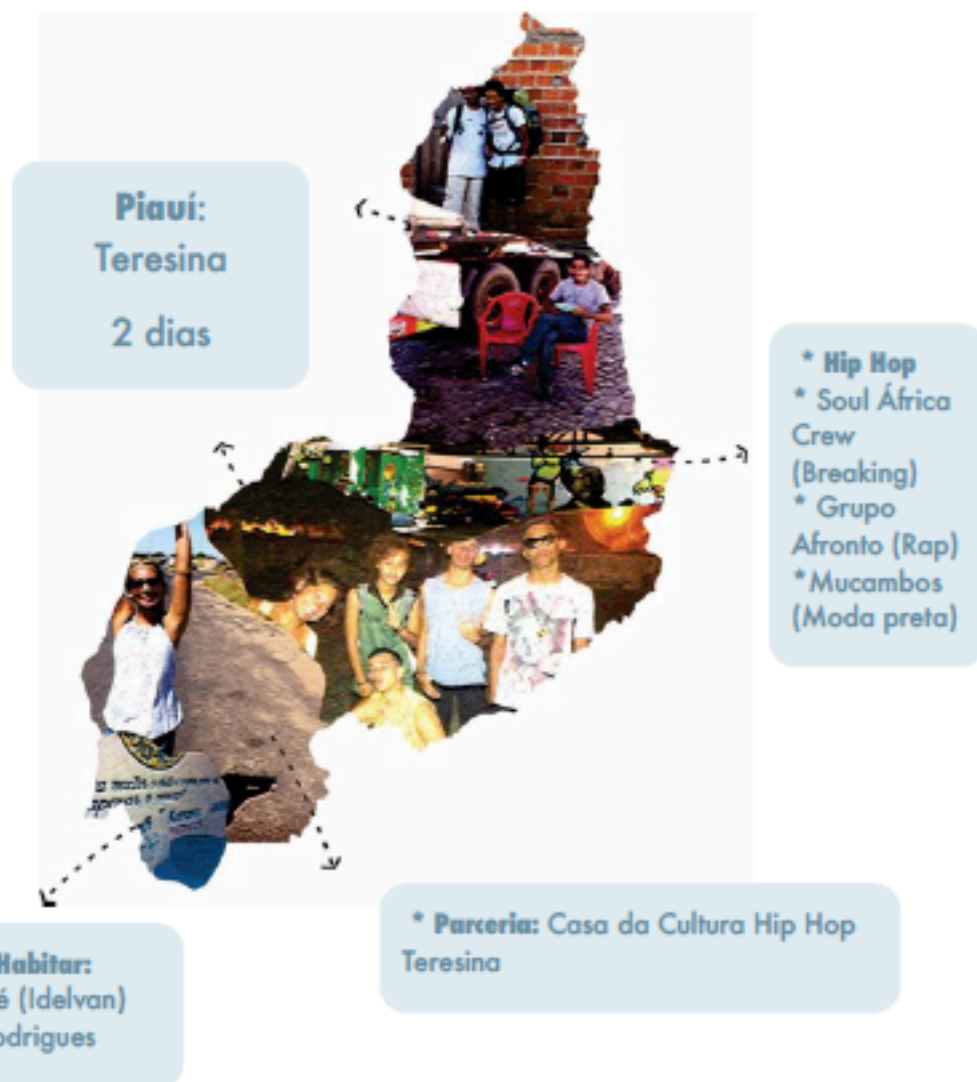 Piauí:
Teresina
2 dias
* Hip Hop
* Soul África
Crew
(Breaking)
* Grupo
Afronto (Rap)
*Mucambos
(Moda preta)
* Parceria: Casa da Cultura Hip Hop
Teresina
Habitar:
é (Idelvan)
odrigues